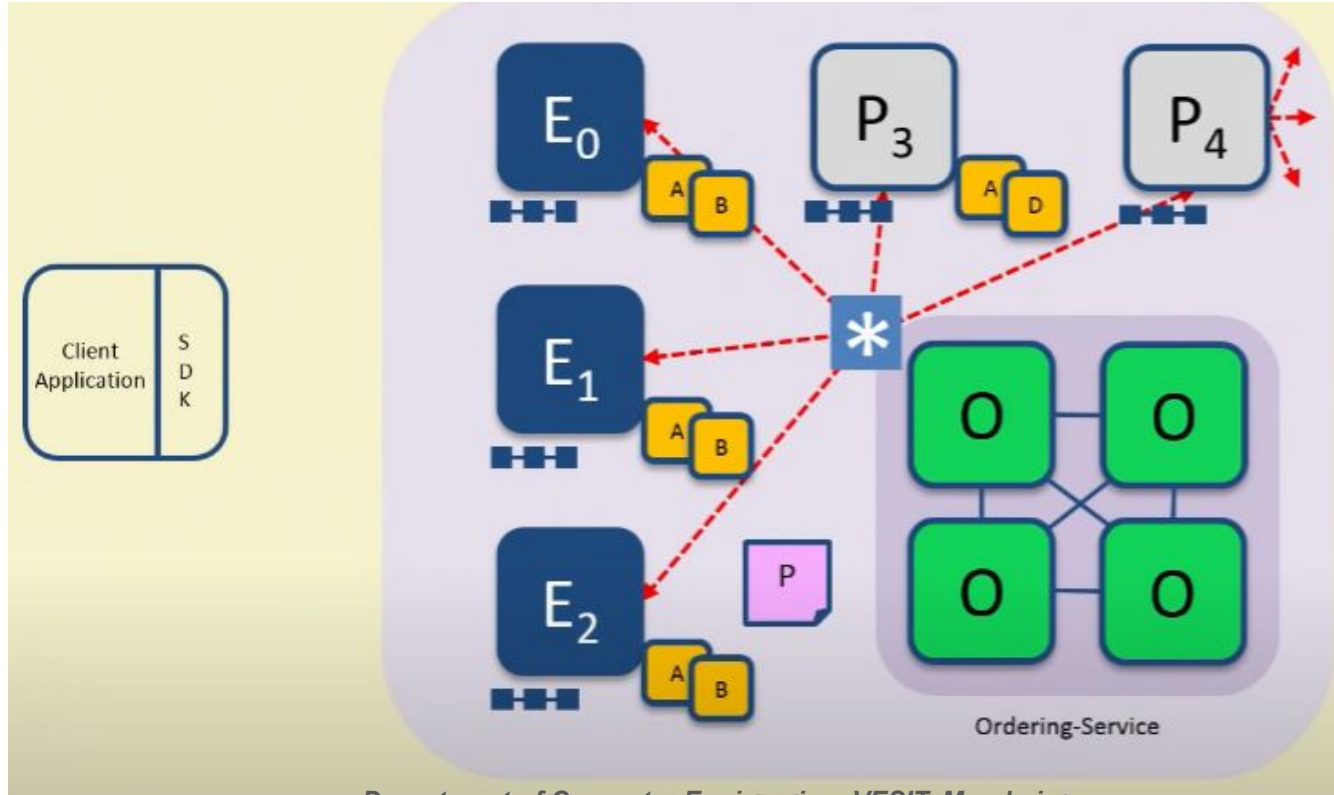 E0
P3
P4
A
B
A
D
*
Client
Application
S
D
K
E1
A
B
O
O
E2
P
O
O
A
B
Ordering-Service